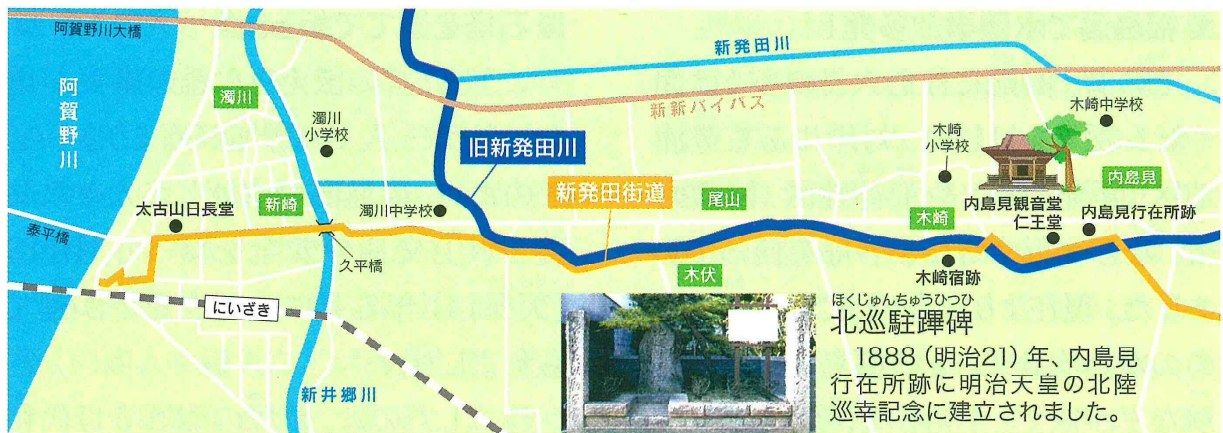 阿賀野川大橋
阿賀野川
濁川
濁川
小学校
新発田川
新新バイパス
木崎中学校
木崎
小学校
旧新発田川
新発田街道
尾山
内島見
太古山日長堂
新崎
濁川中学校
木崎
内島見観音堂
仁王堂
内島見行在所跡
泰平橋
久平橋
木伏
木崎宿跡
にいざき
新井郷川
ほくじゅんちゅうひつひ
北巡駐蹕碑
1888（明治21）年、内島見
行在所跡に明治天皇の北陸
巡幸記念に建立されました。